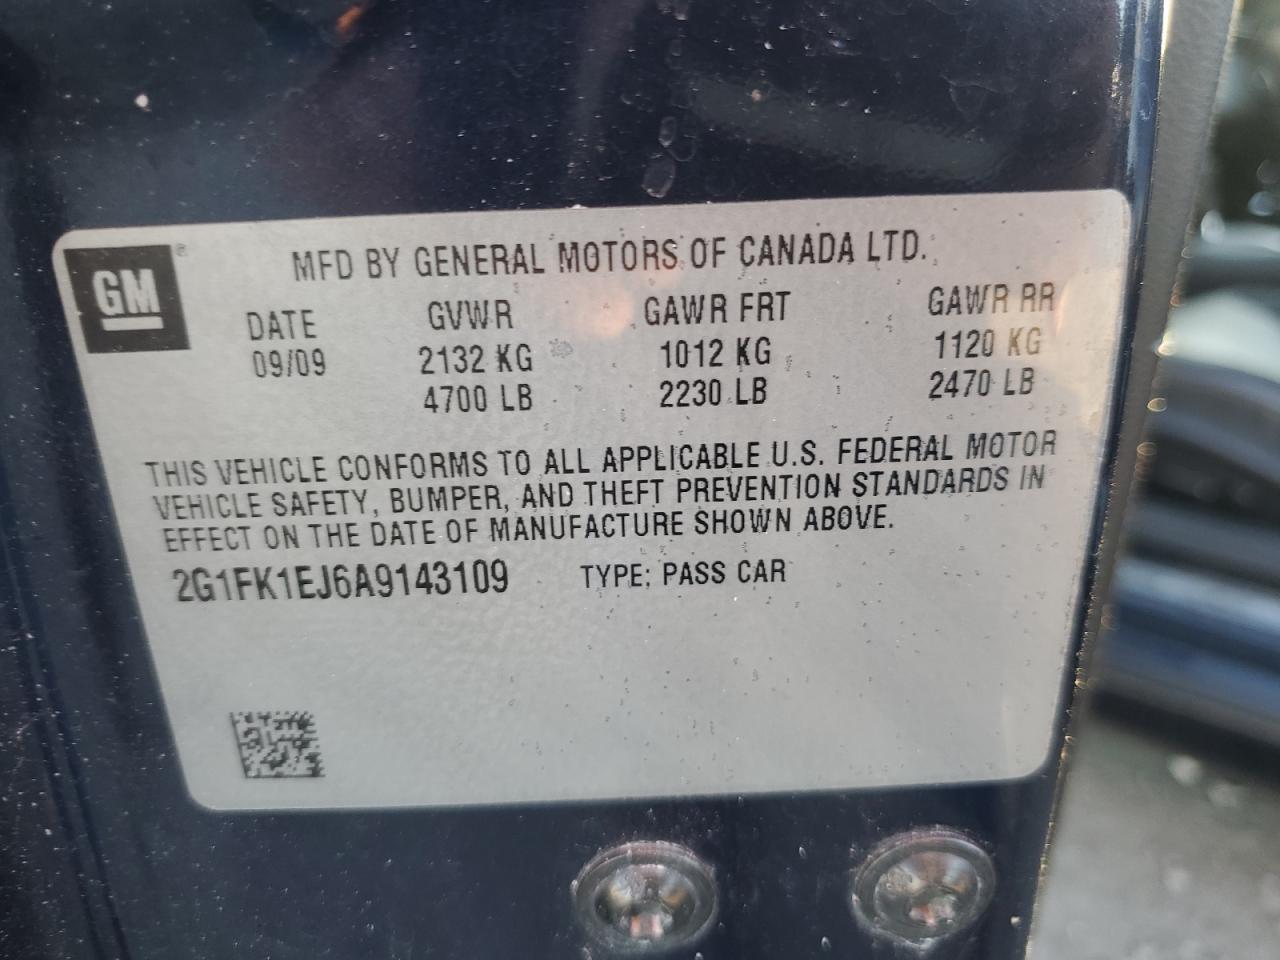 GM ®
MFD BY GENERAL MOTORS OF CANADA LTD.
DATE GVWR GAWR FRT GAWR RR
09/09 2132 KG 1012 KG 1120 KG
4700 LB 2230 LB 2470 LB
THIS VEHICLE CONFORMS TO ALL APPLICABLE U.S. FEDERAL MOTOR
VEHICLE SAFETY, BUMPER, AND THEFT PREVENTION STANDARDS IN
EFFECT ON THE DATE OF MANUFACTURE SHOWN ABOVE.
2G1FK1EJ6A9143109 TYPE: PASS CAR